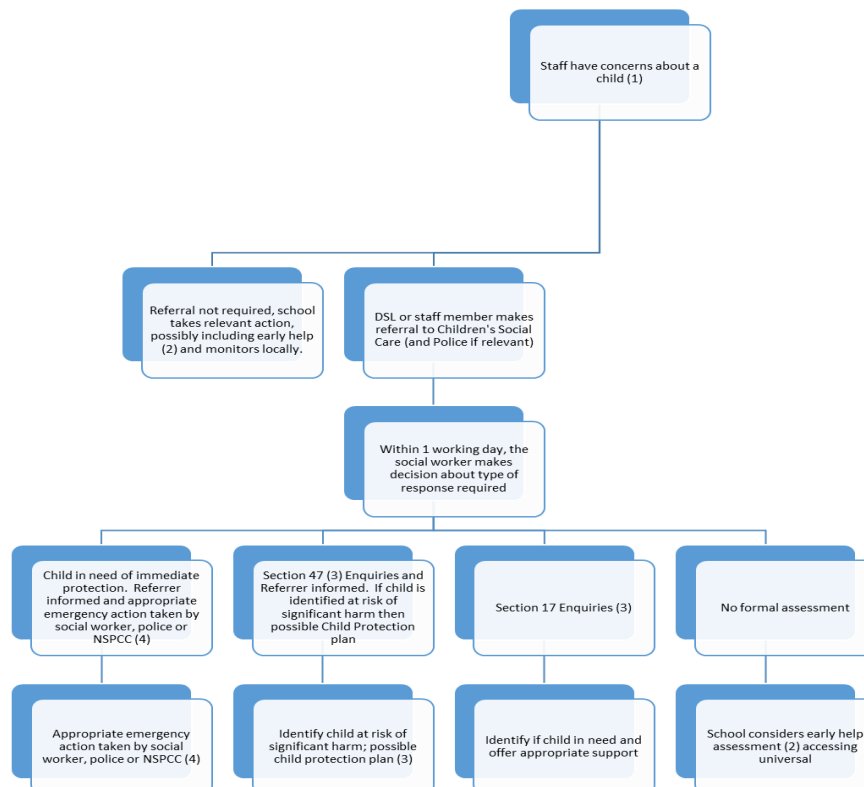 Staff have concerns about a
child (1)
Referral not required, school
takes relevant action,
possibly including early help
(2) and monitors locally.
DSL or staff member makes
referral to Children's Social
Care (and Police if relevant)
Within 1 working day, the
social worker makes
decision about type of
response required
Child in need of immediate
protection.  Referrer
informed and appropriate
emergency action taken by
social worker, police or
NSPCC (4)
Section 47 (3) Enquiries and
Referrer informed.  If child is
identified at risk of
significant harm then
possible Child Protection
plan
Section 17 Enquiries (3)
No formal assessment
Appropriate emergency
action taken by social
worker, police or NSPCC (4)
Identify child at risk of
significant harm; possible
child protection plan (3)
Identify if child in need and
offer appropriate support
School considers early help
assessment (2) accessing
universal